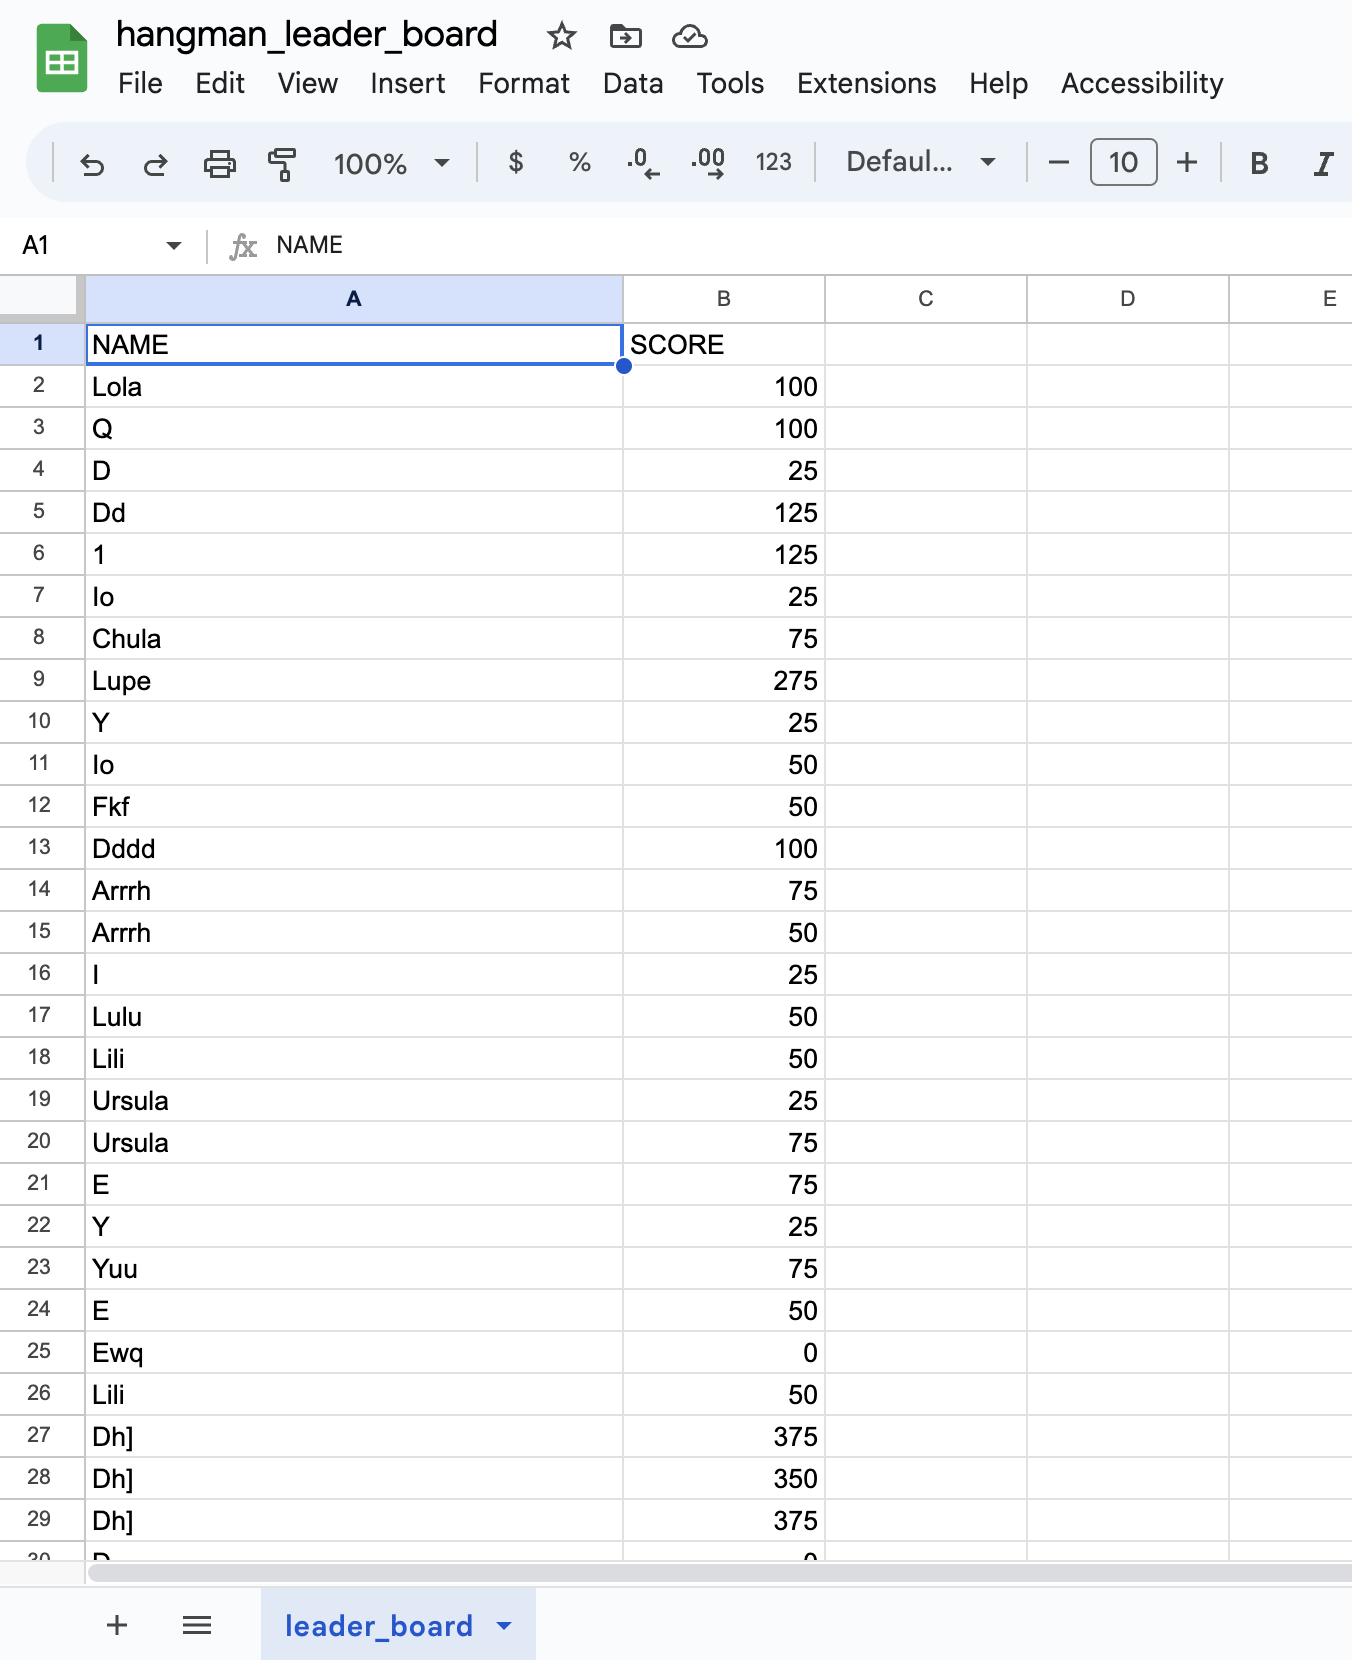 hangman_leader_board
File Edit View Insert Format Data Tools Extensions Help Accessibility
100% $ % .0 .00 123 Defaul... 10 B I
A1 fx NAME
A B C D E
1 NAME SCORE
2 Lola 100
3 Q 100
4 D 25
5 Dd 125
6 1 125
7 Io 25
8 Chula 75
9 Lupe 275
10 Y 25
11 Io 50
12 Fkf 50
13 Dddd 100
14 Arrrh 75
15 Arrrh 50
16 I 25
17 Lulu 50
18 Lili 50
19 Ursula 25
20 Ursula 75
21 E 75
22 Y 25
23 Yuu 75
24 E 50
25 Ewq 0
26 Lili 50
27 Dh] 375
28 Dh] 350
29 Dh] 375
30 D 0
leader_board